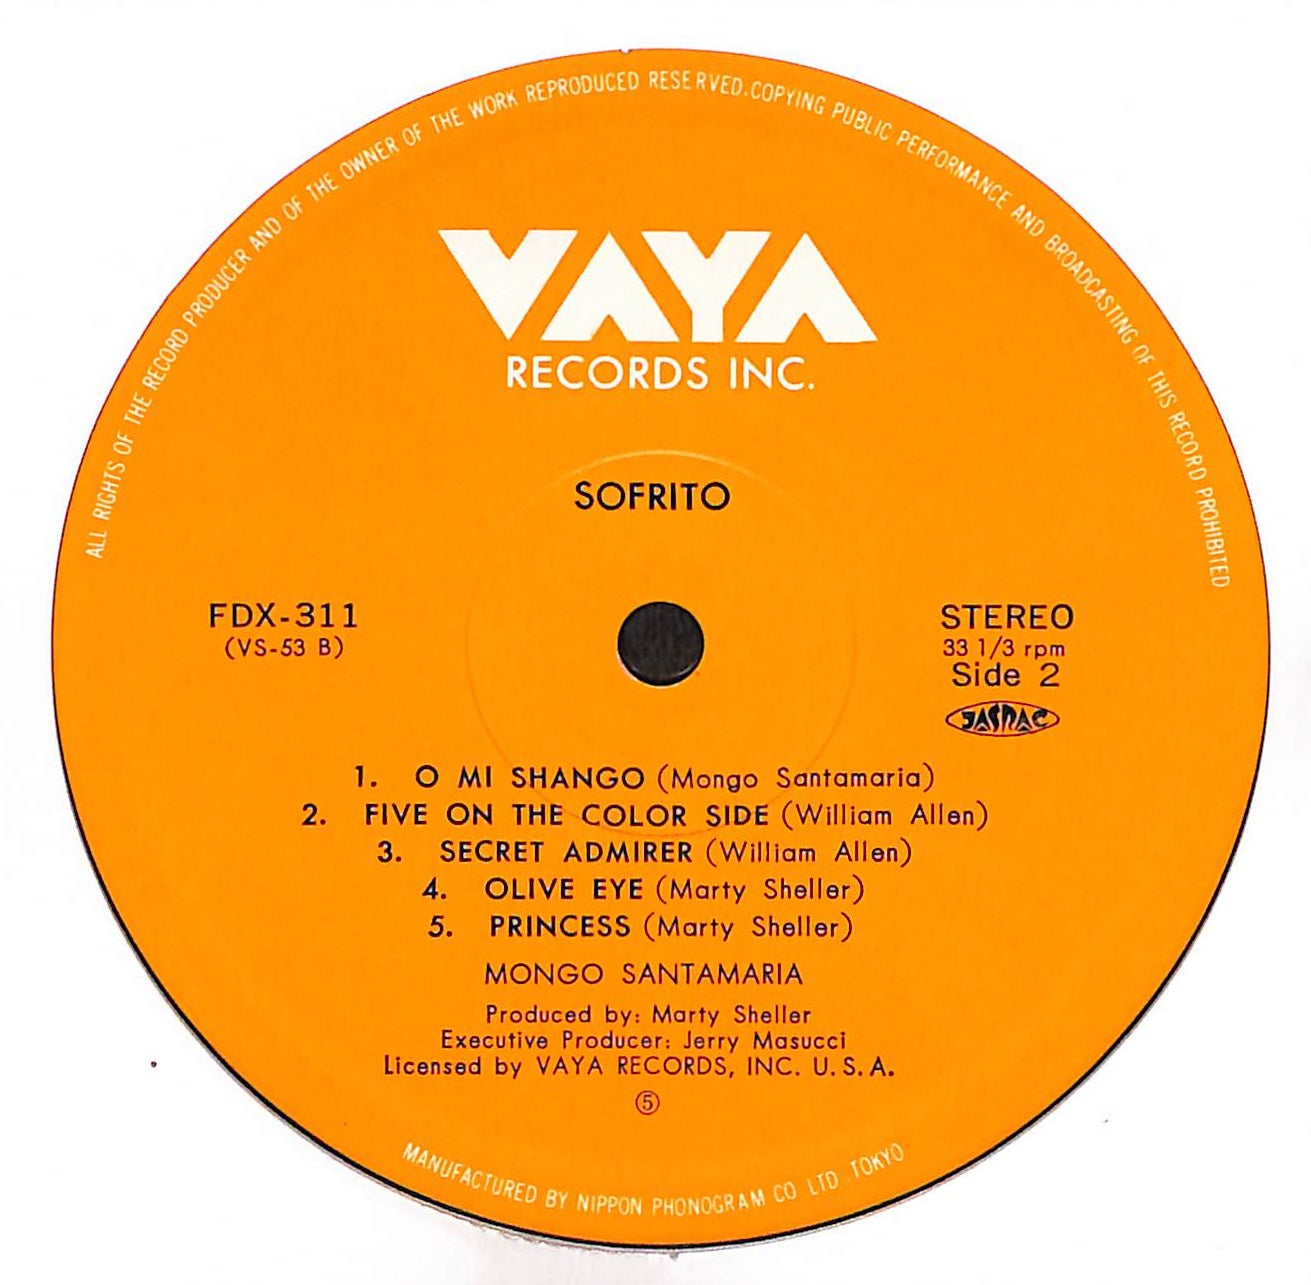 ALL RIGHTS OF THE RECORD PRODUCER AND OF THE OWNER OF THE WORK REPRODUCED RESERVED. COPYING PUBLIC PERFORMANCE AND BROADCASTING OF THIS RECORD PROHIBITED
VAYA
RECORDS INC.
SOFRITO
FDX-311
(VS-53 B)
STEREO
33 1/3 rpm
Side 2
JASRAC
1. O MI SHANGO (Mongo Santamaria)
2. FIVE ON THE COLOR SIDE (William Allen)
3. SECRET ADMIRER (William Allen)
4. OLIVE EYE (Marty Sheller)
5. PRINCESS (Marty Sheller)
MONGO SANTAMARIA
Produced by: Marty Sheller
Executive Producer: Jerry Masucci
Licensed by VAYA RECORDS, INC. U.S.A.
⑤
MANUFACTURED BY NIPPON PHONOGRAM CO LTD. TOKYO